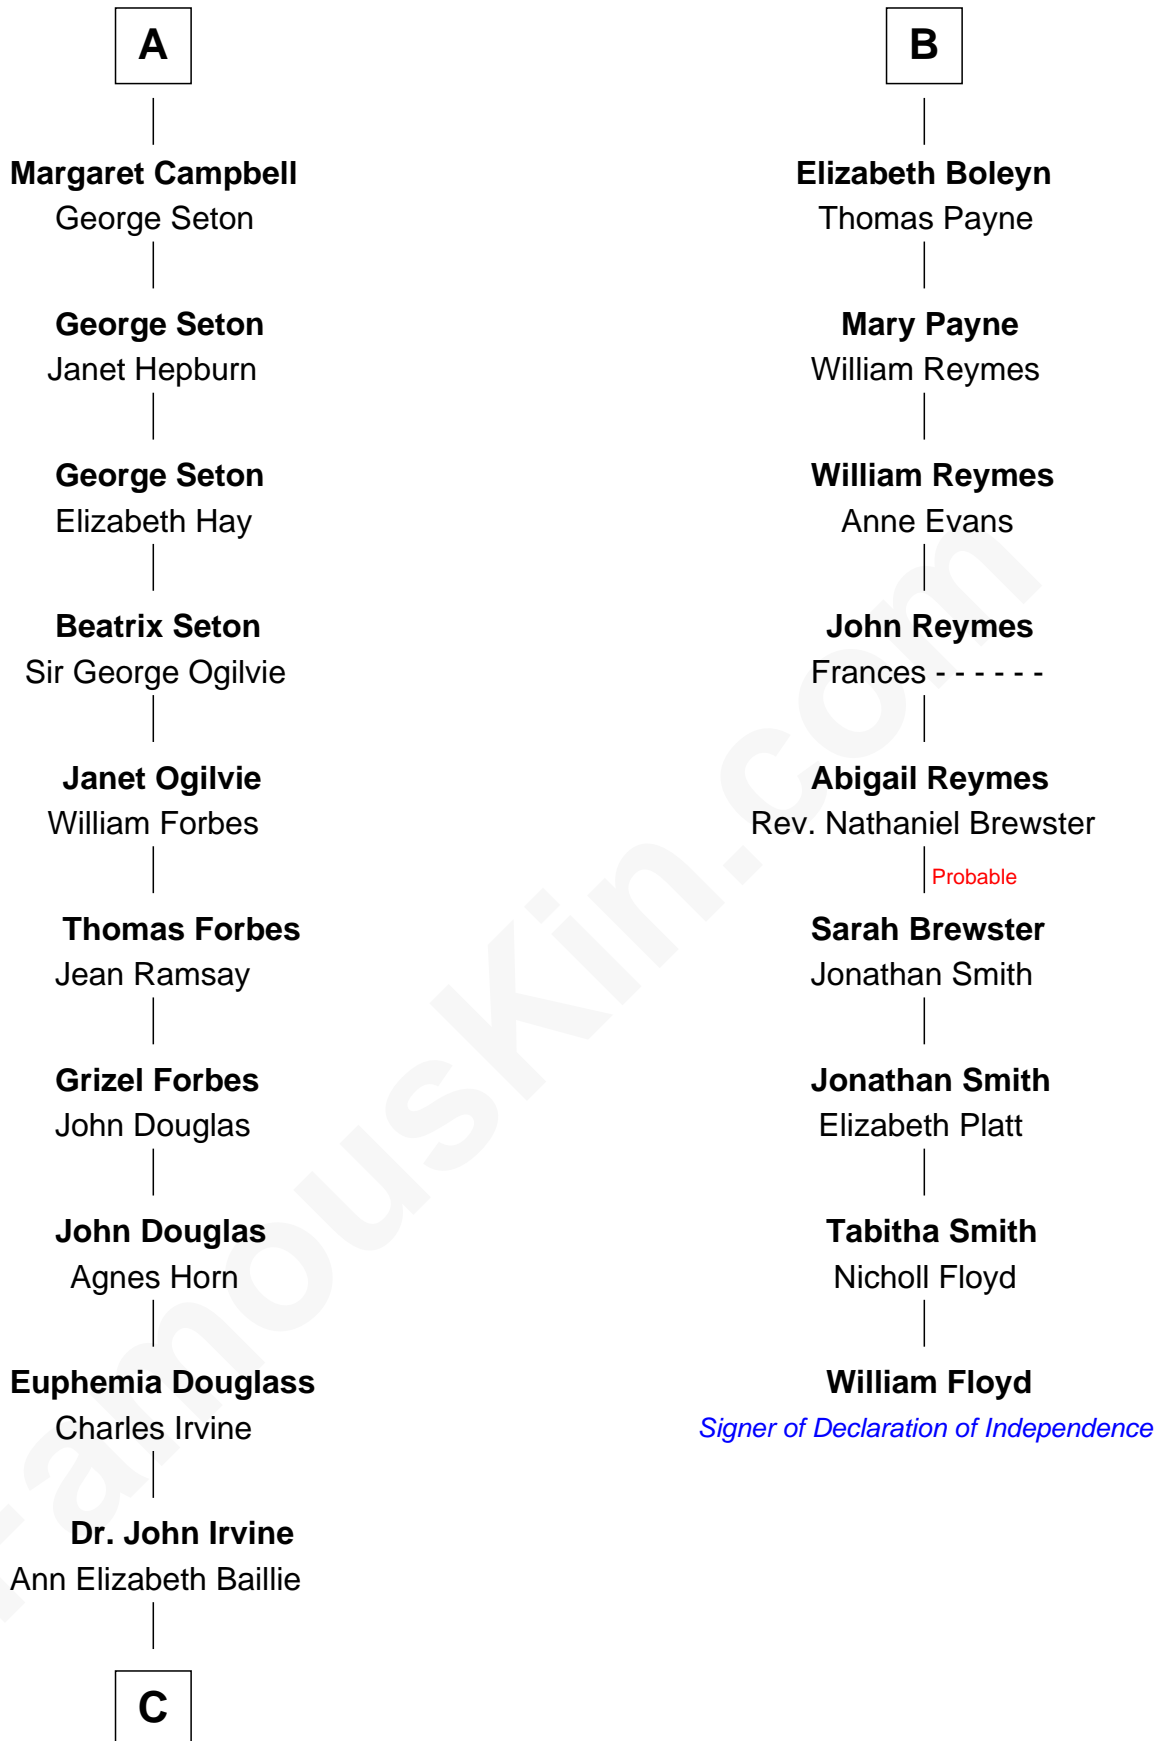 A
Margaret Campbell
George Seton
George Seton
Janet Hepburn
George Seton
Elizabeth Hay
Beatrix Seton
Sir George Ogilvie
Janet Ogilvie
William Forbes
Thomas Forbes
Jean Ramsay
Grizel Forbes
John Douglas
John Douglas
Agnes Horn
Euphemia Douglass
Charles Irvine
Dr. John Irvine
Ann Elizabeth Baillie
C
B
Elizabeth Boleyn
Thomas Payne
Mary Payne
William Reymes
William Reymes
Anne Evans
John Reymes
Frances - - - - - -
Abigail Reymes
Rev. Nathaniel Brewster
Probable
Sarah Brewster
Jonathan Smith
Jonathan Smith
Elizabeth Platt
Tabitha Smith
Nicholl Floyd
William Floyd
Signer of Declaration of Independence
FamousKin.com